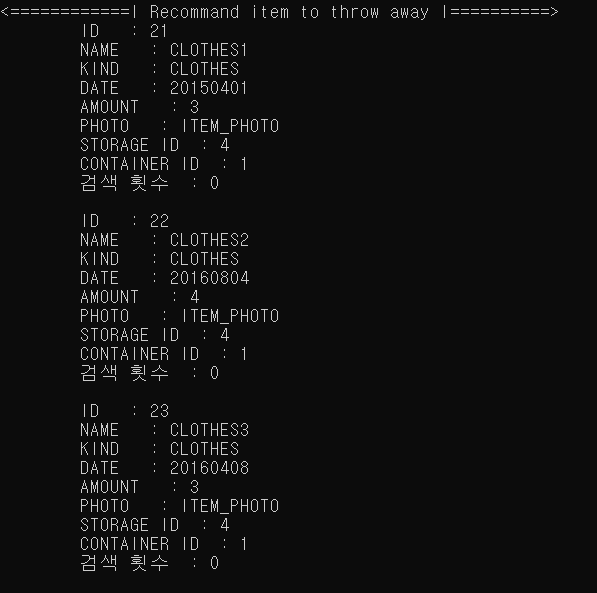 <============| Recommand item to throw away |==========>
ID : 21
NAME : CLOTHES1
KIND : CLOTHES
DATE : 20150401
AMOUNT : 3
PHOTO : ITEM_PHOTO
STORAGE ID : 4
CONTAINER ID : 1
검색 횟수 : 0
ID : 22
NAME : CLOTHES2
KIND : CLOTHES
DATE : 20160804
AMOUNT : 4
PHOTO : ITEM_PHOTO
STORAGE ID : 4
CONTAINER ID : 1
검색 횟수 : 0
ID : 23
NAME : CLOTHES3
KIND : CLOTHES
DATE : 20160408
AMOUNT : 3
PHOTO : ITEM_PHOTO
STORAGE ID : 4
CONTAINER ID : 1
검색 횟수 : 0